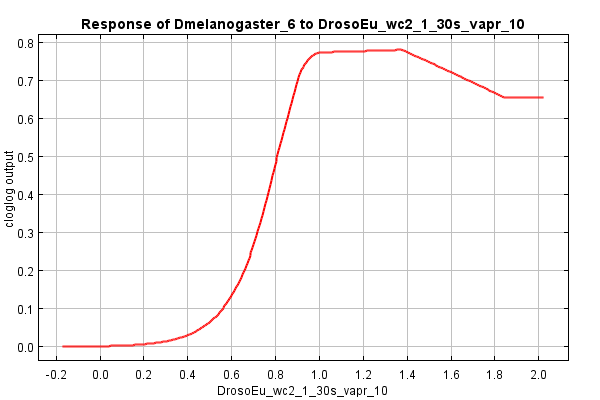 Response of Dmelanogaster_6 to DrosoEu_wc2_1_30s_vapr_10
cloglog output
0.8
0.7
0.6
0.5
0.4
0.3
0.2
0.1
0.0
-0.2 0.0 0.2 0.4 0.6 0.8 1.0 1.2 1.4 1.6 1.8 2.0
DrosoEu_wc2_1_30s_vapr_10